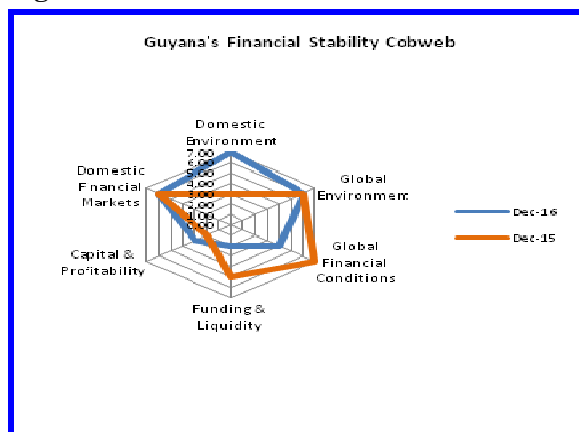 Guyana's Financial Stability Cobweb
Domestic
Environment
7.00
6.00
5.00
4.00
3.00
2.00
1.00
0.00
Global
Environment
Global
Financial
Conditions
Funding &
Liquidity
Capital &
Profitability
Domestic
Financial
Markets
Dec-16
Dec-15